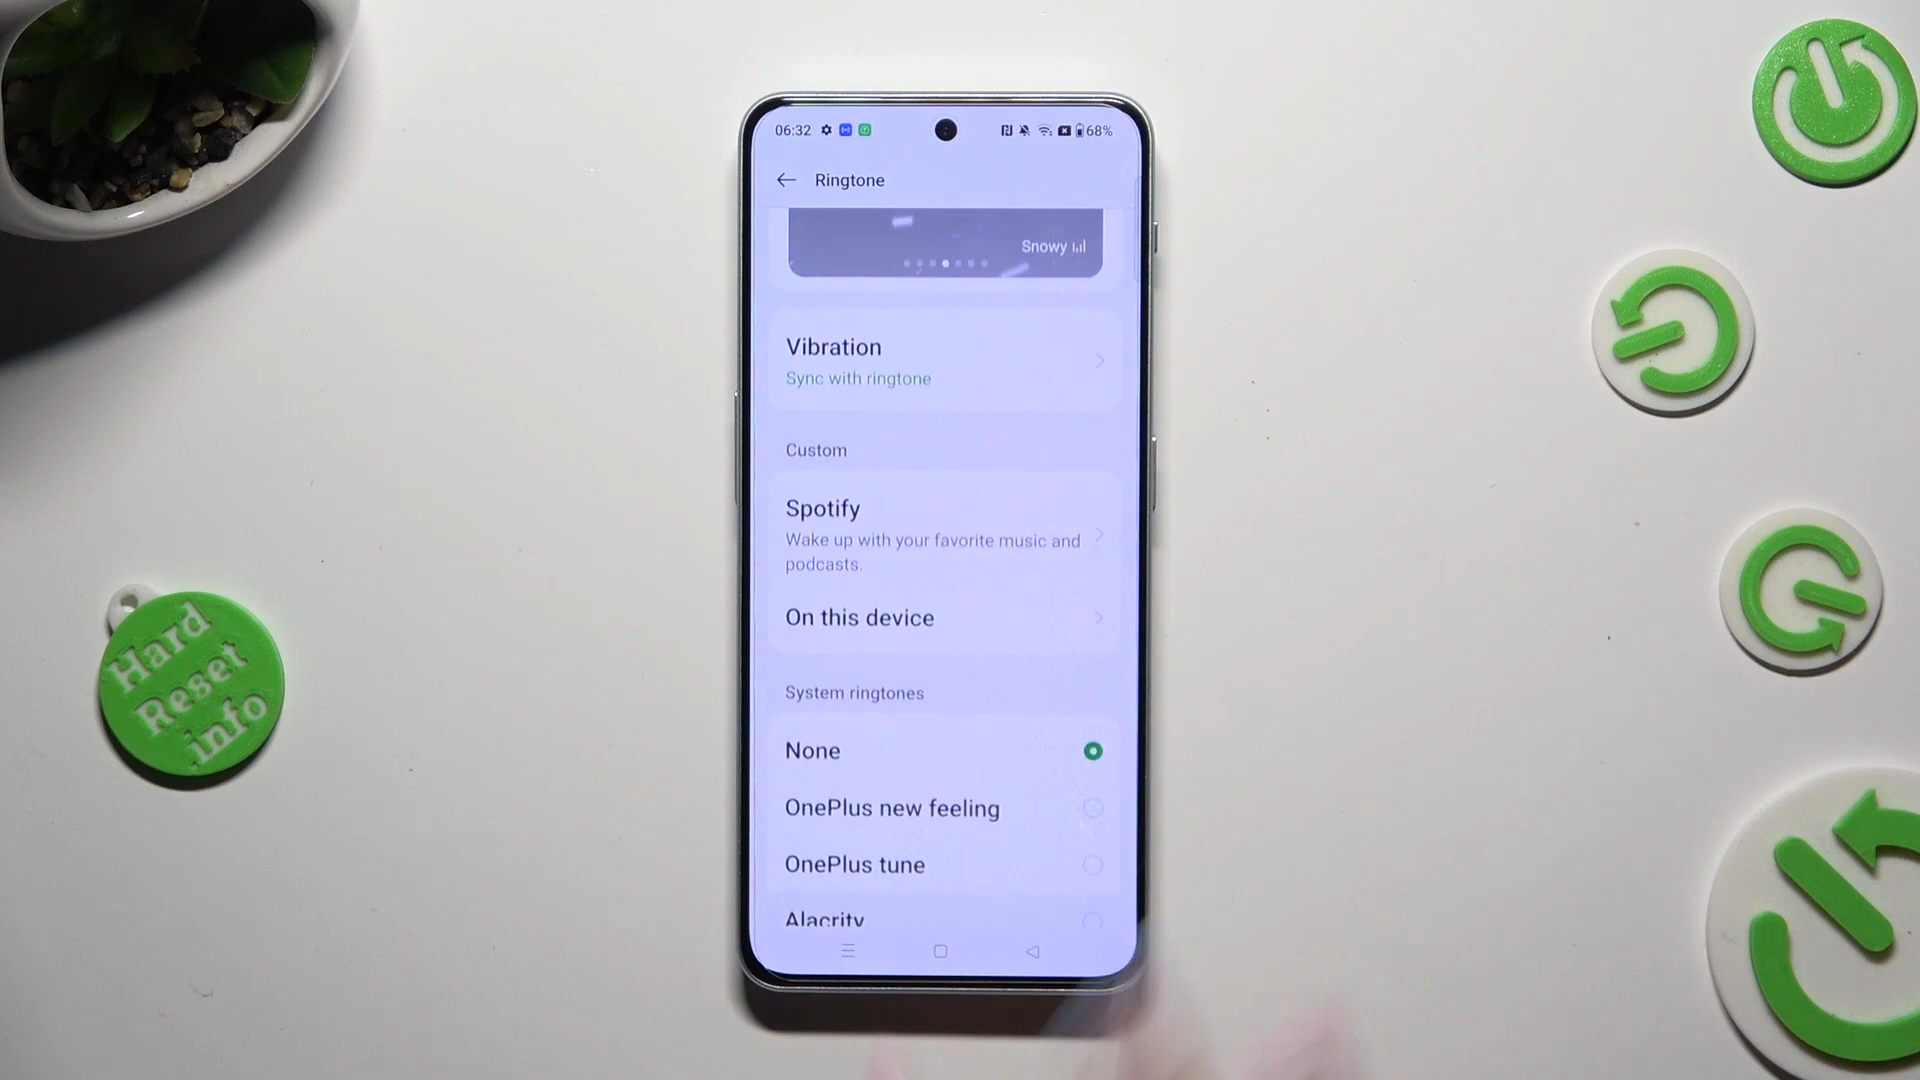 06:32
68%
Ringtone
Snowy
Vibration
Sync with ringtone
Custom
Spotify
Wake up with your favorite music and
podcasts.
On this device
System ringtones
None
OnePlus new feeling
OnePlus tune
Alacrity
Hard
Reset
.info